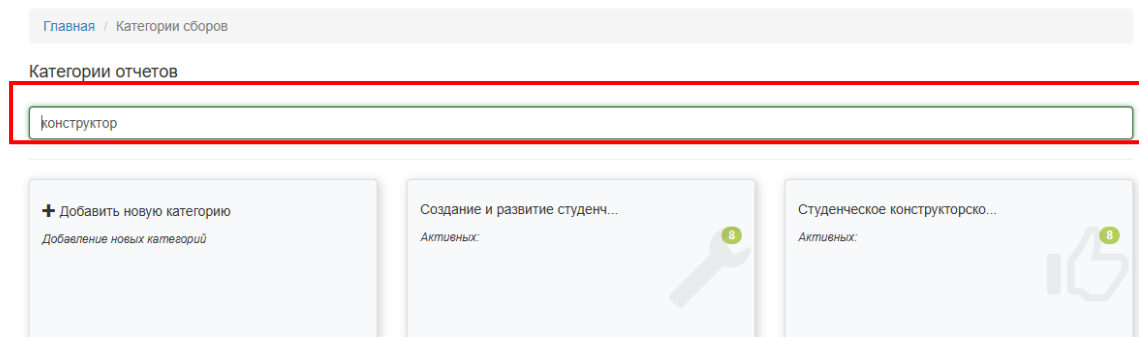 Главная / Категории сборов
Категории отчетов
конструктор
Добавить новую категорию
Добавление новых категорий
Создание и развитие студенч...
Активных:
8
Студенческое конструкторско...
Активных:
8